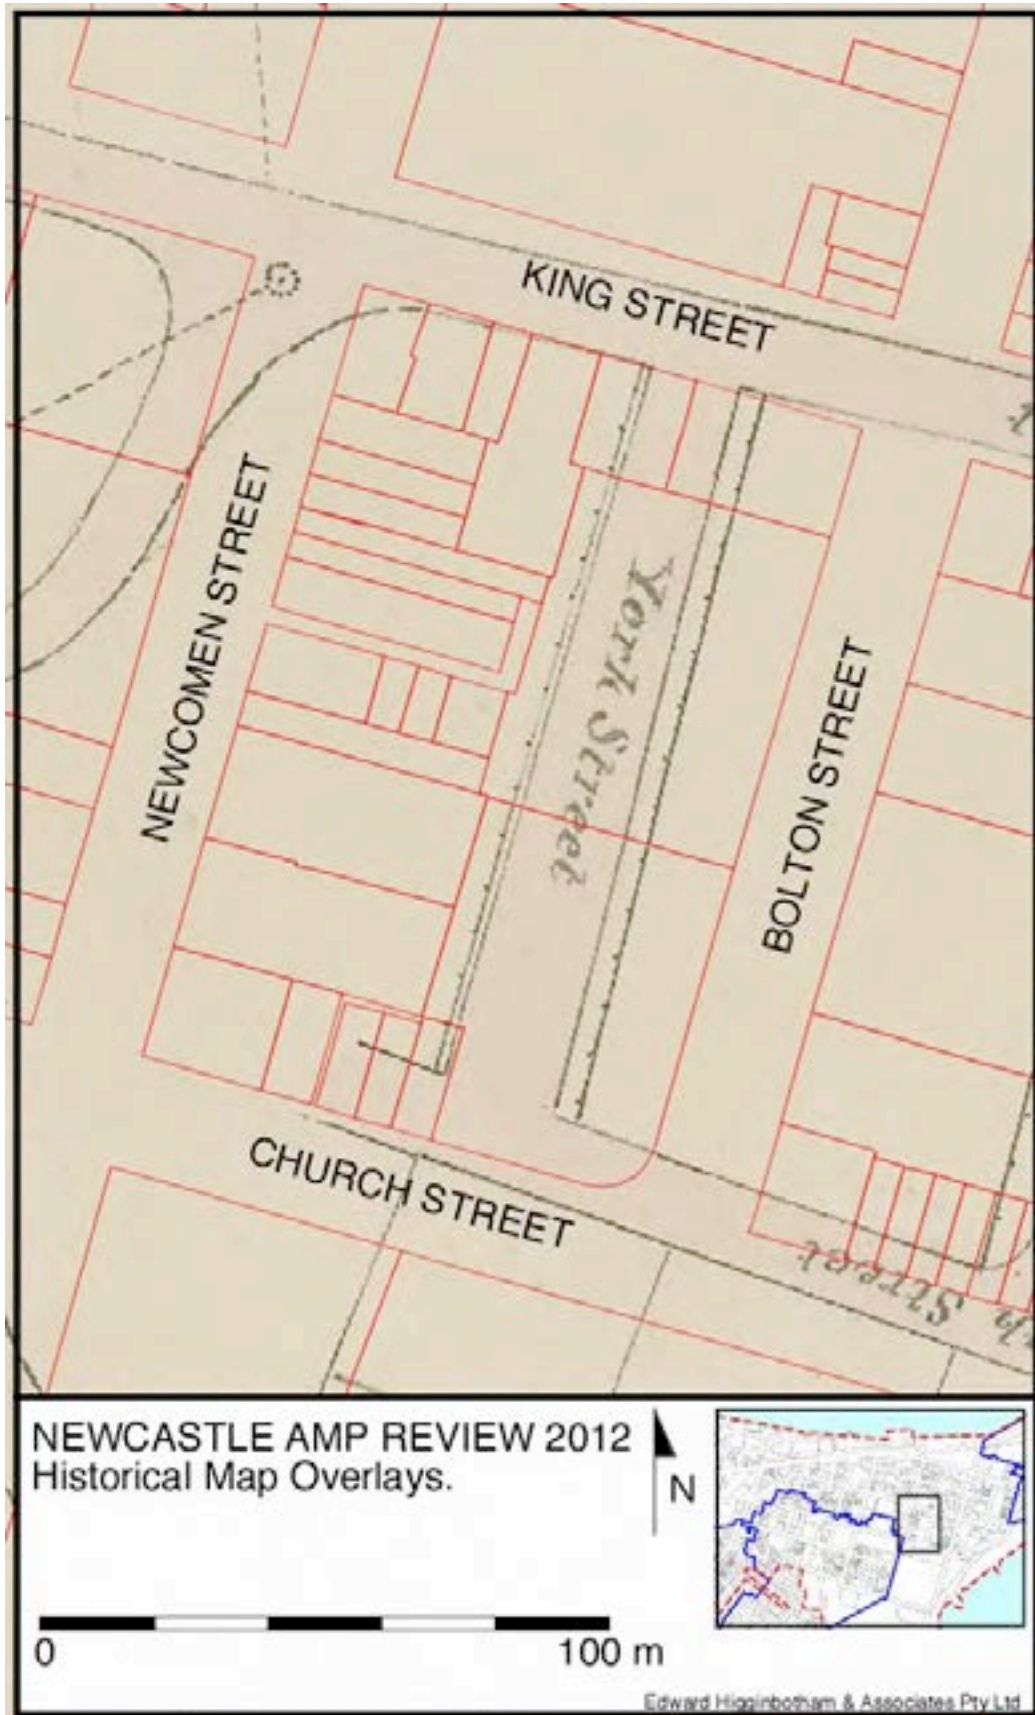 KING STREET
NEWCOMEN STREET
York Street
BOLTON STREET
CHURCH STREET
Street
NEWCASTLE AMP REVIEW 2012
Historical Map Overlays.
N
0
100 m
Edward Higginbotham & Associates Pty Ltd